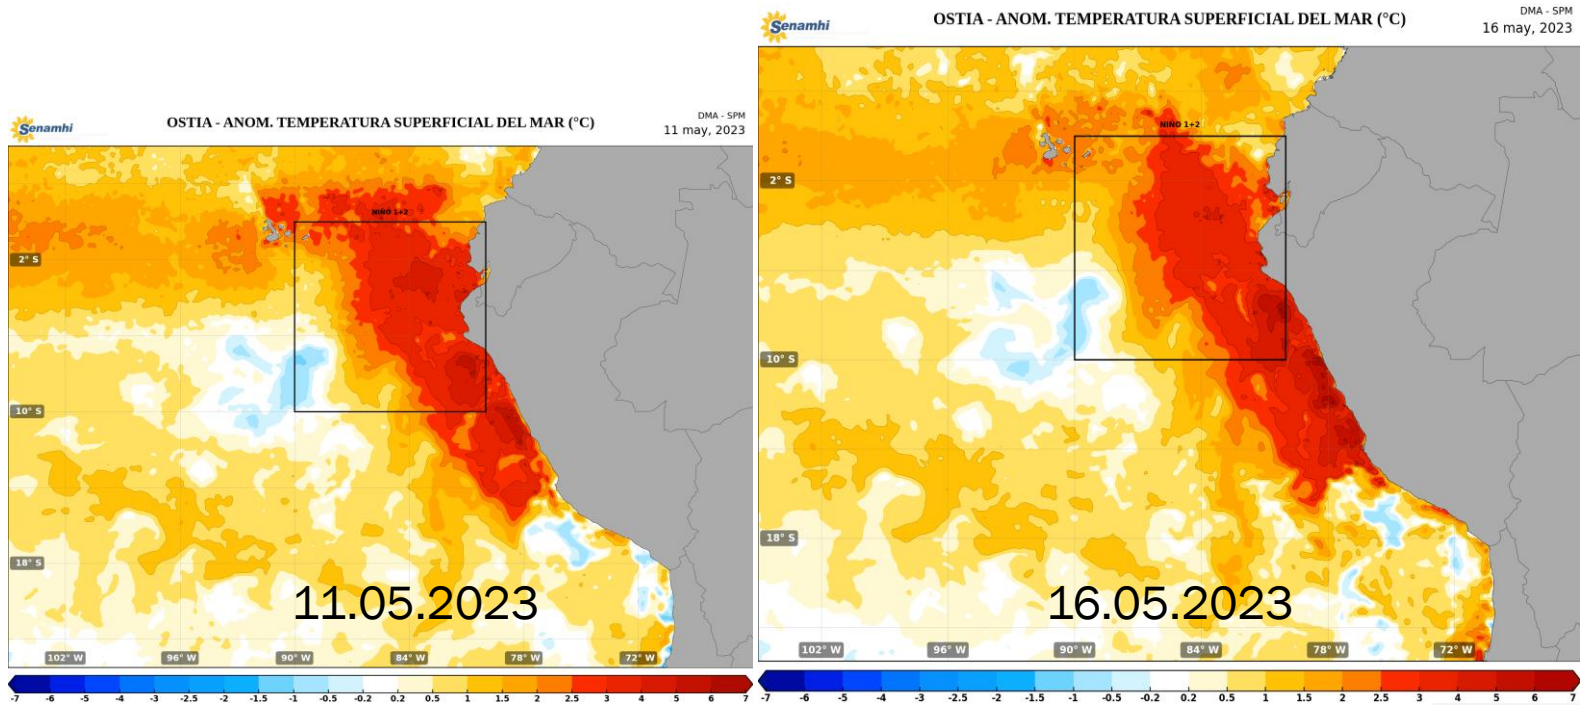 Senamhi
OSTIA - ANOM. TEMPERATURA SUPERFICIAL DEL MAR (°C)
DMA - SPM
11 may, 2023
NIÑO 1+2
2° S
10° S
18° S
11.05.2023
102° W 96° W 90° W 84° W 78° W 72° W
-7 -6 -5 -4 -3 -2.5 -2 -1.5 -1 -0.5 -0.2 0.2 0.5 1 1.5 2 2.5 3 4 5 6 7
Senamhi
OSTIA - ANOM. TEMPERATURA SUPERFICIAL DEL MAR (°C)
DMA - SPM
16 may, 2023
NIÑO 1+2
2° S
10° S
18° S
16.05.2023
102° W 96° W 90° W 84° W 78° W 72° W
-7 -6 -5 -4 -3 -2.5 -2 -1.5 -1 -0.5 -0.2 0.2 0.5 1 1.5 2 2.5 3 4 5 6 7